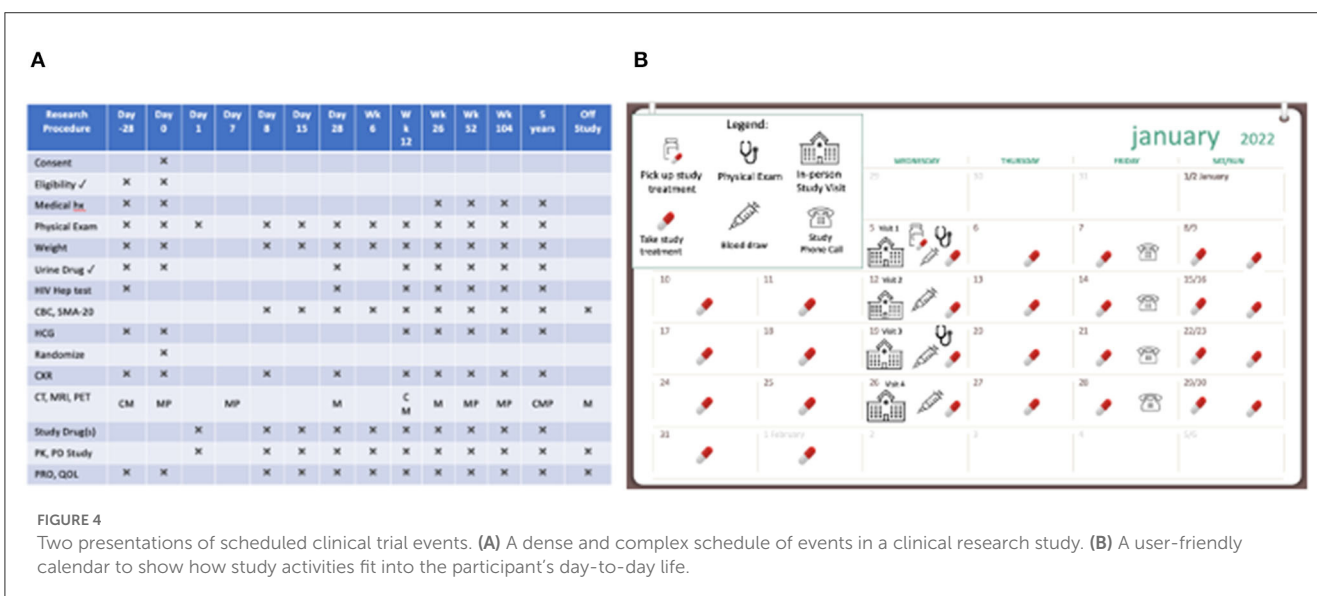 A
B
Research Procedure Day -28 Day 0 Day 1 Day 7 Day 8 Day 15 Day 28 Wk 6 Wk 12 Wk 26 Wk 52 Wk 104 5 years Off Study
Consent × 
Eligibility ✓ × ×
Medical hx × × × × × ×
Physical Exam × × × × × × × × × × × ×
Weight × × × × × × × × × × ×
Urine Drug ✓ × × × × × × × ×
HIV Hep test × × × × × × ×
CBC, SMA-20 × × × × × × × × × ×
HCG × × × × × × ×
Randomize ×
CXR × × × × × × × × ×
CT, MRI, PET CM MP MP M CM M MP MP CMP M
Study Drug(s) × × × × × × × × × ×
PK, PD Study × × × × × × × × × × ×
PRO, QOL × × × × × × × × × × × ×
Legend:
Pick up study treatment
Physical Exam
In-person Study Visit
Take study treatment
Blood draw
Study Phone Call
january 2022
WEDNESDAY THURSDAY FRIDAY SAT/SUN
29 30 31 1/2 January
5 Visit 1 6 7 8/9
10 11 12 Visit 2 13 14 15/16
17 18 19 Visit 3 20 21 22/23
24 25 26 Visit 4 27 28 29/30
31 1 February 2 3 4 5/6
FIGURE 4
Two presentations of scheduled clinical trial events. (A) A dense and complex schedule of events in a clinical research study. (B) A user-friendly
calendar to show how study activities fit into the participant's day-to-day life.